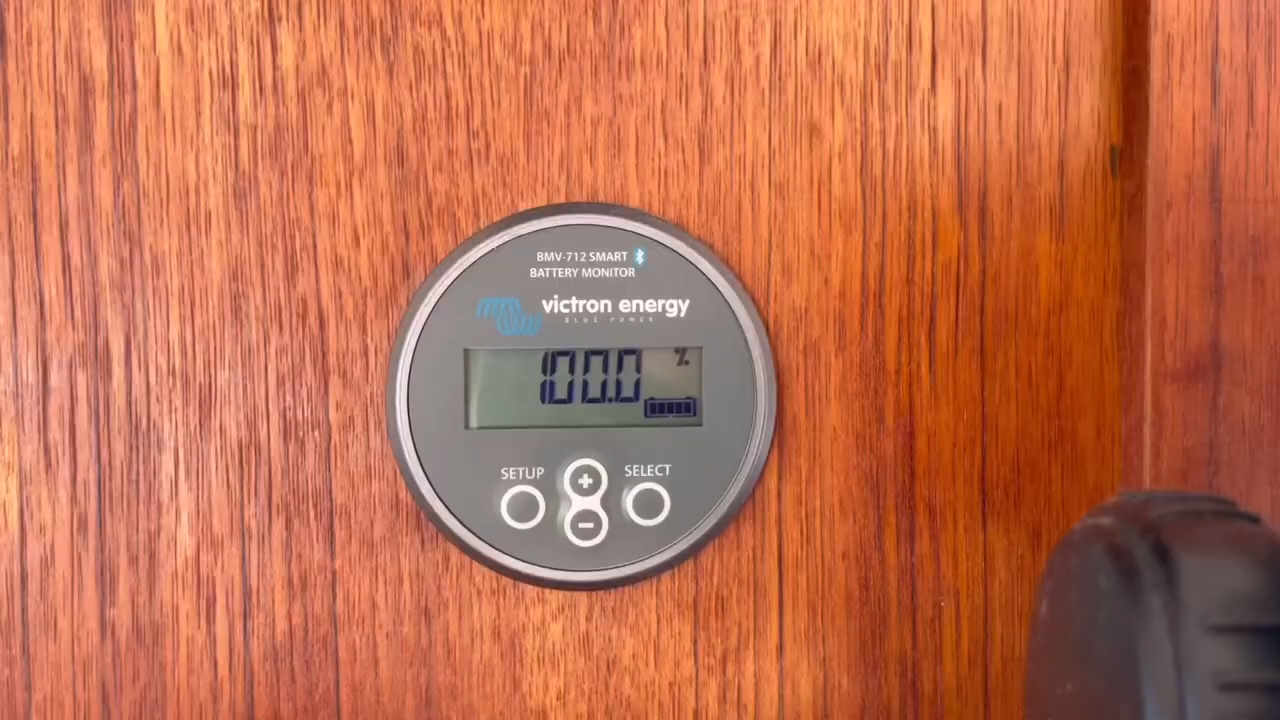 BMV-712 SMART
BATTERY MONITOR
victron energy
BLUE POWER
100.0 %
SETUP + SELECT
−